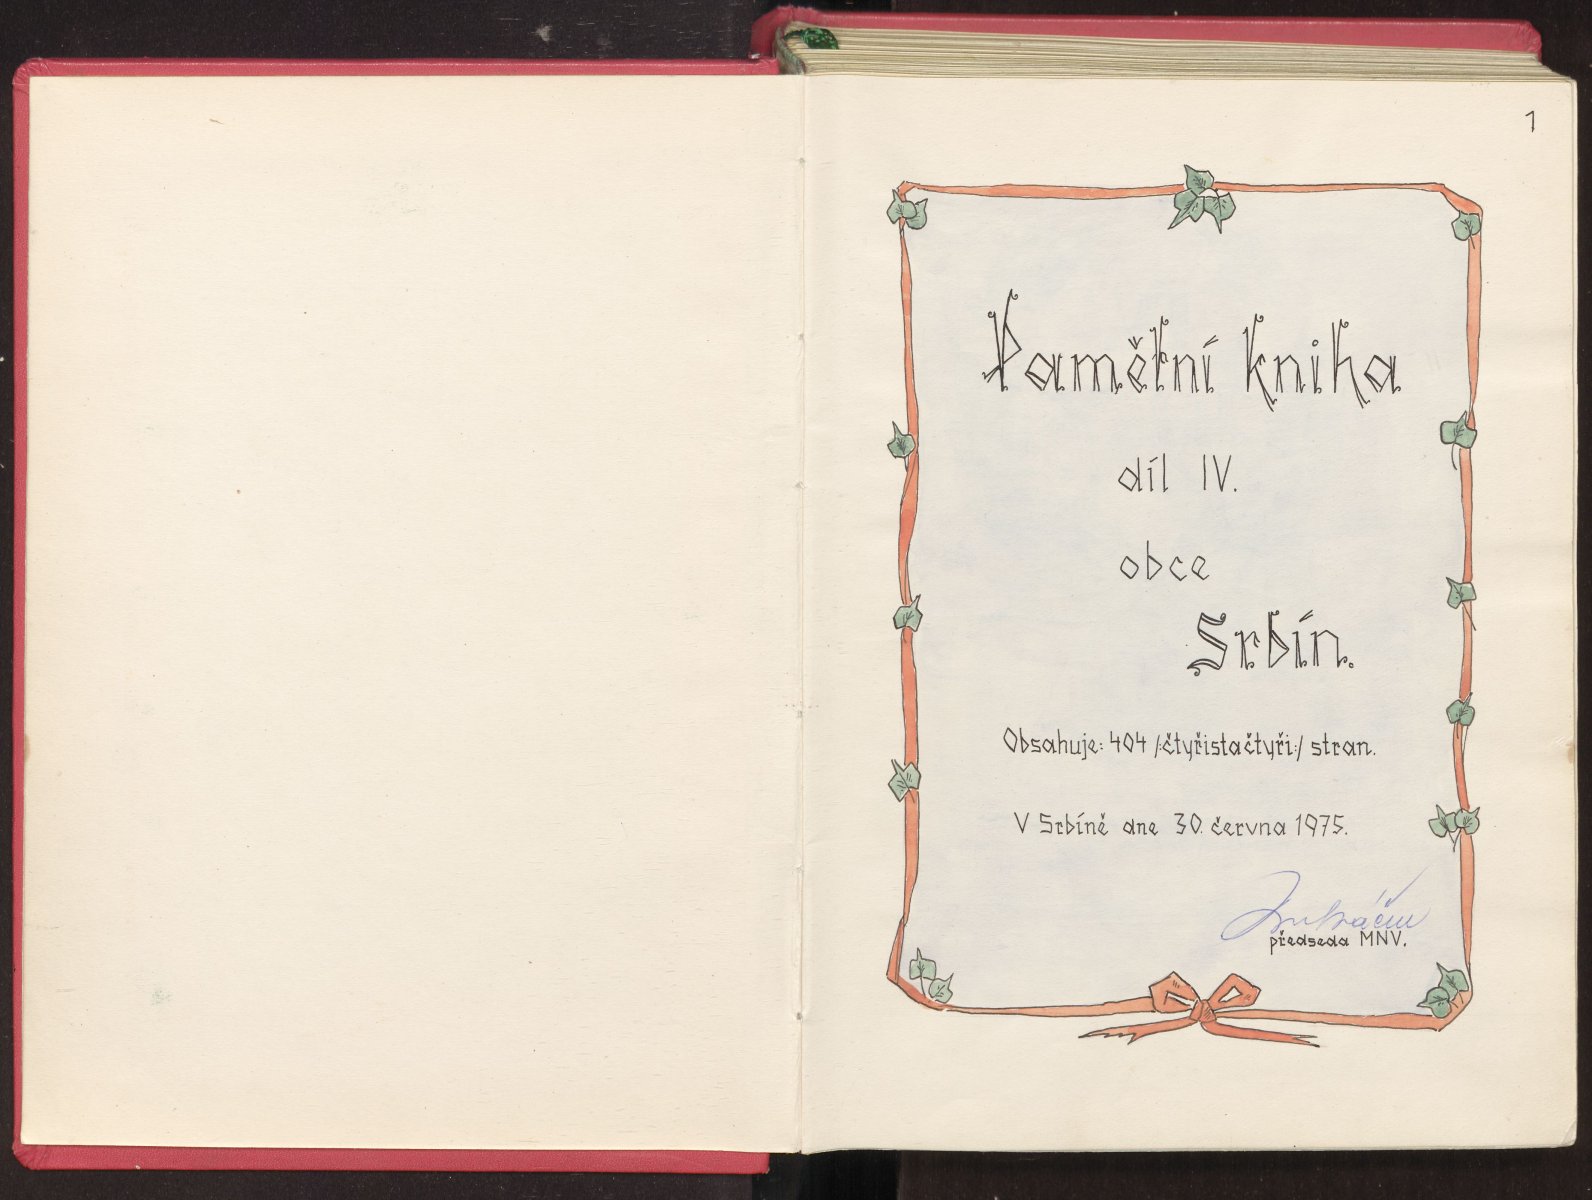 1
Pamětní kniha
díl IV.
obce
Srbín.
Obsahuje: 404 /:čtyřistačtyři:/ stran.
V Srbíně dne 30. června 1975.
předseda MNV.